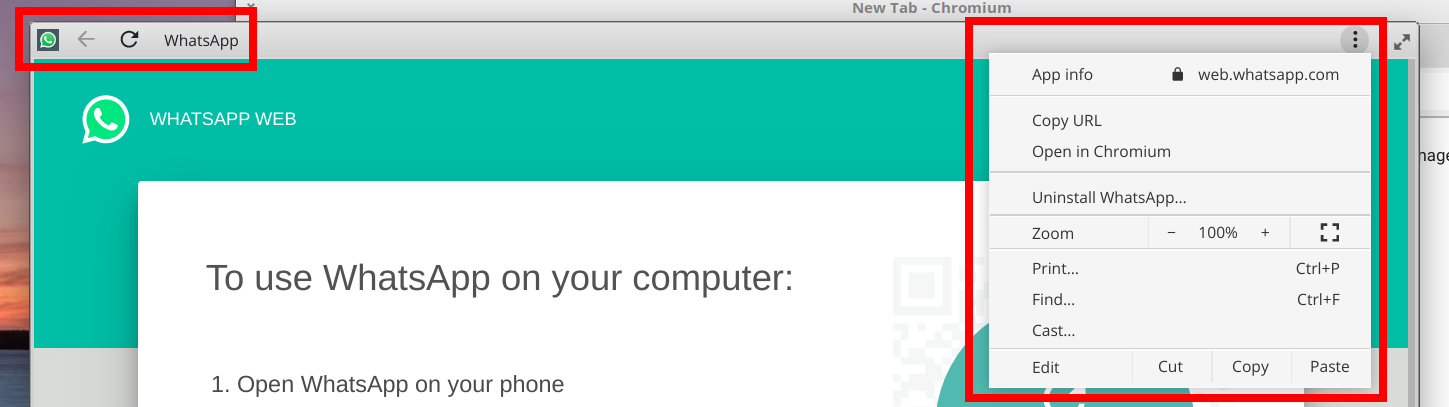 New Tab - Chromium
WhatsApp
App info web.whatsapp.com
WHATSAPP WEB
Copy URL
Open in Chromium
Uninstall WhatsApp...
Zoom − 100% +
To use WhatsApp on your computer:
Print... Ctrl+P
Find... Ctrl+F
Cast...
Edit Cut Copy Paste
1. Open WhatsApp on your phone